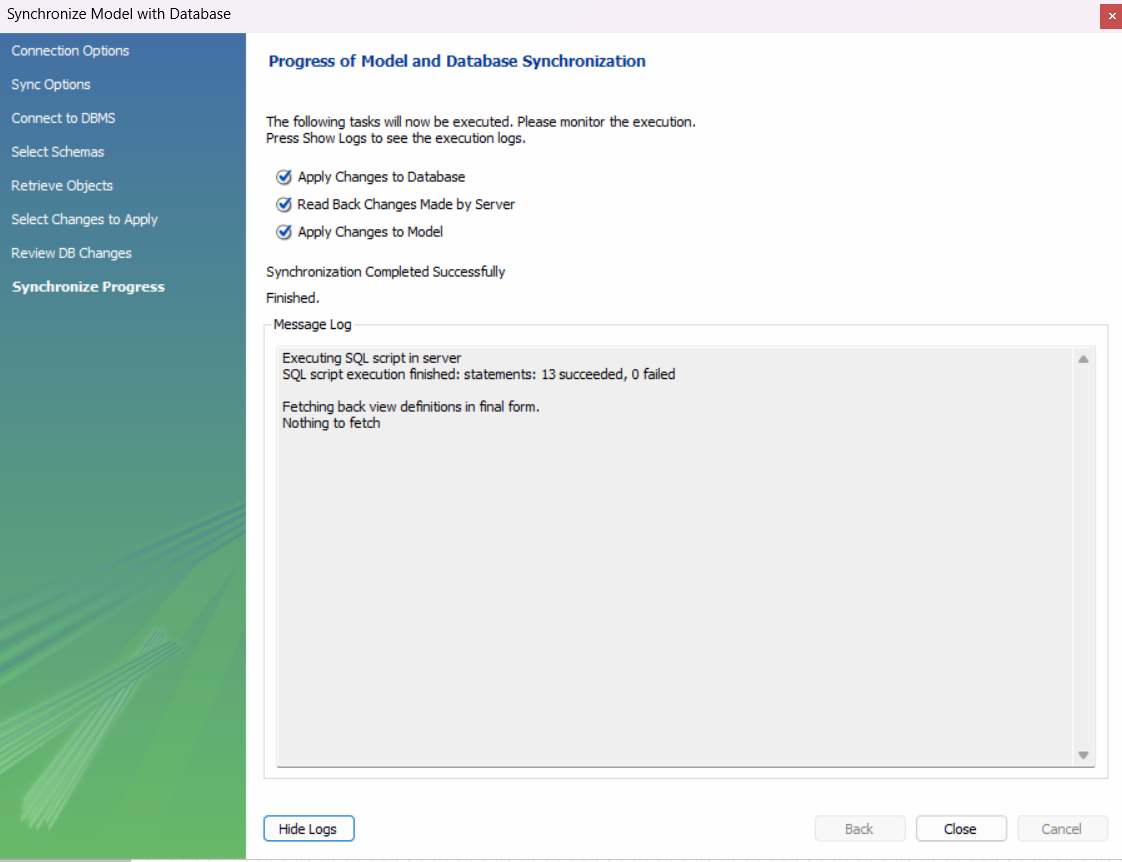 Synchronize Model with Database
Connection Options
Sync Options
Connect to DBMS
Select Schemas
Retrieve Objects
Select Changes to Apply
Review DB Changes
Synchronize Progress
Progress of Model and Database Synchronization
The following tasks will now be executed. Please monitor the execution.
Press Show Logs to see the execution logs.
Apply Changes to Database
Read Back Changes Made by Server
Apply Changes to Model
Synchronization Completed Successfully
Finished.
Message Log
Executing SQL script in server
SQL script execution finished: statements: 13 succeeded, 0 failed
Fetching back view definitions in final form.
Nothing to fetch
Hide Logs
Back
Close
Cancel